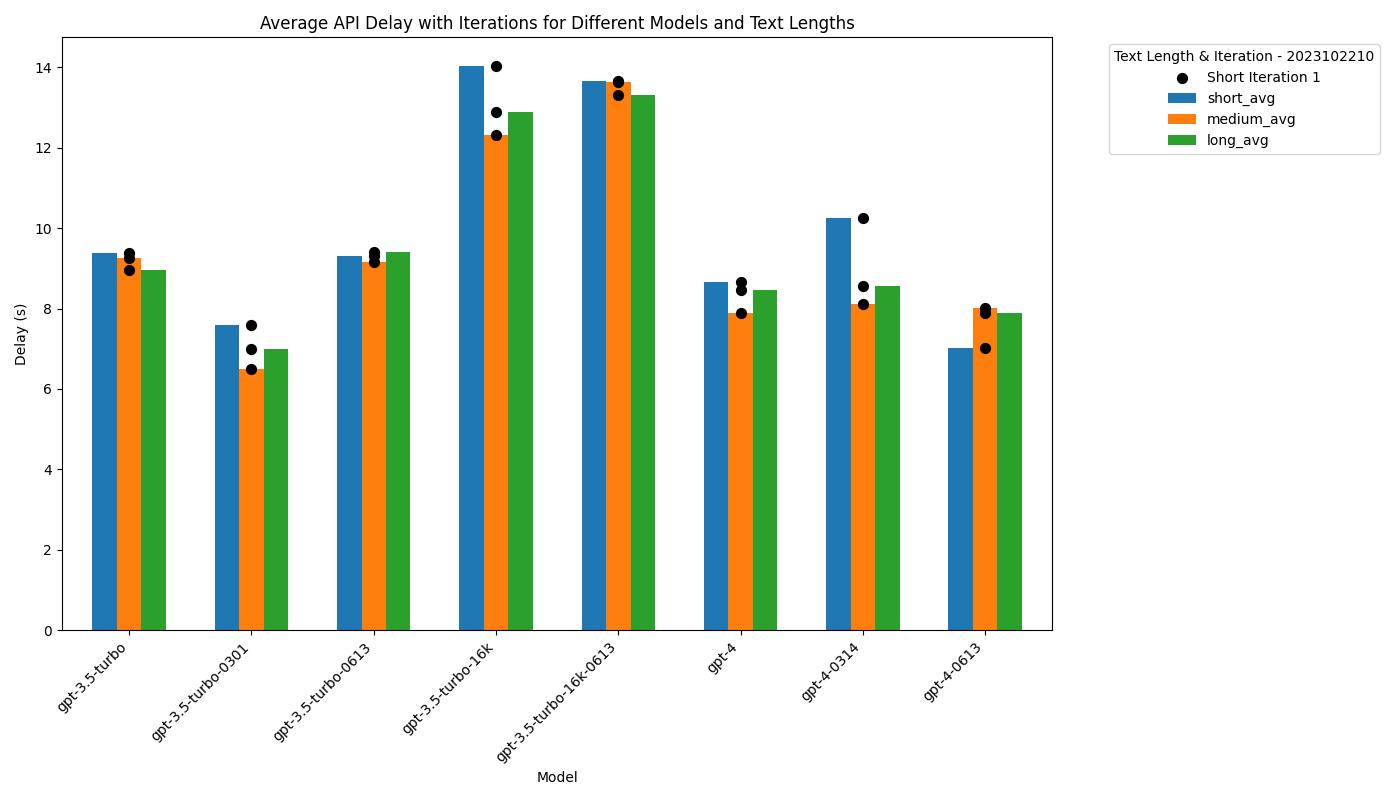 Average API Delay with Iterations for Different Models and Text Lengths
Text Length & Iteration - 2023102210
Short Iteration 1
short_avg
medium_avg
long_avg
Delay (s)
14
12
10
8
6
4
2
0
gpt-3.5-turbo
gpt-3.5-turbo-0301
gpt-3.5-turbo-0613
gpt-3.5-turbo-16k
gpt-3.5-turbo-16k-0613
gpt-4
gpt-4-0314
gpt-4-0613
Model